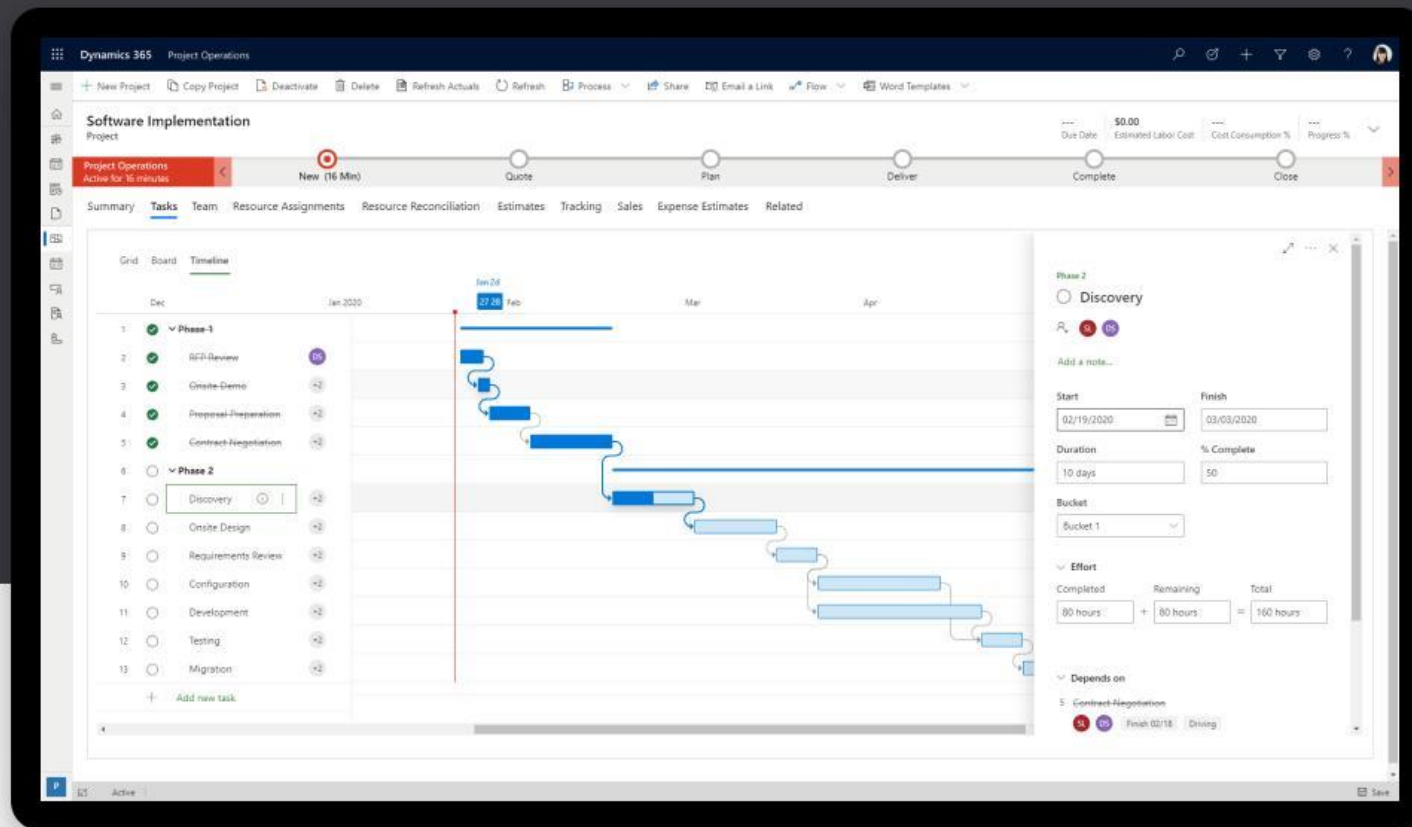 Dynamics 365 Project Operations
New Project Copy Project Deactivate Delete Refresh Actuals Refresh Process Share Email a Link Flow Word Templates
Software Implementation
Project
--- $0.00 --- ---
Due Date Estimated Labor Cost Cost Consumption % Progress %
Project Operations
Active for 16 minutes
New (16 Min) Quote Plan Deliver Complete Close
Summary Tasks Team Resource Assignments Resource Reconciliation Estimates Tracking Sales Expense Estimates Related
Grid Board Timeline
Jan 2d
Dec Jan 2020 27 28 Feb Mar Apr
1 Phase 1
2 RFP Review DS
3 Onsite Demo +2
4 Proposal Preparation +2
5 Contract Negotiation +2
6 Phase 2
7 Discovery +2
8 Onsite Design +2
9 Requirements Review +2
10 Configuration +2
11 Development +2
12 Testing +2
13 Migration +2
+ Add new task
Phase 2
Discovery
SL DS
Add a note...
Start Finish
02/19/2020 03/03/2020
Duration % Complete
10 days 50
Bucket
Bucket 1
Effort
Completed Remaining Total
80 hours + 80 hours = 160 hours
Depends on
5 Contract Negotiation
SL DS Finish 02/18 Driving
P Active Save